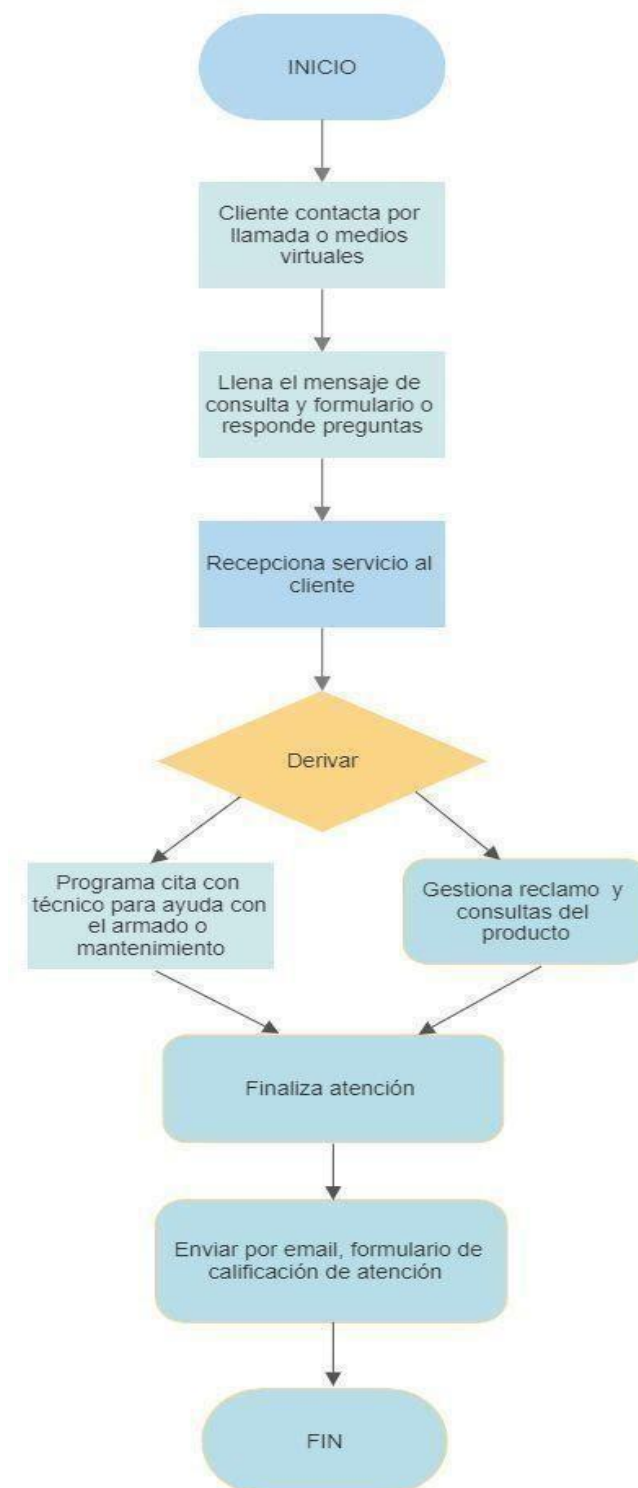 INICIO
Cliente contacta por
llamada o medios
virtuales
Llena el mensaje de
consulta y formulario o
responde preguntas
Recepciona servicio al
cliente
Derivar
Programa cita con
técnico para ayuda con
el armado o
mantenimiento
Gestiona reclamo y
consultas del
producto
Finaliza atención
Enviar por email, formulario de
calificación de atención
FIN